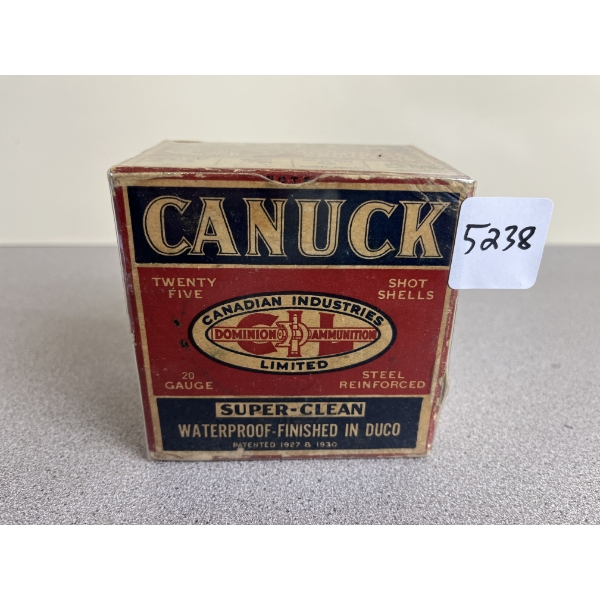 CANUCK
5238
TWENTY FIVE
SHOT SHELLS
CANADIAN INDUSTRIES
CIL
DOMINION AMMUNITION
LIMITED
20 GAUGE
STEEL REINFORCED
SUPER-CLEAN
WATERPROOF-FINISHED IN DUCO
PATENTED 1927 & 1930